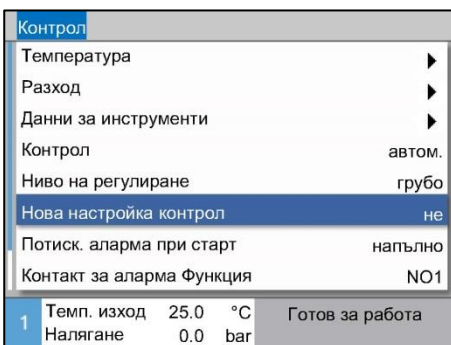 Контрол
Температура
Разход
Данни за инструменти
Контрол автом.
Ниво на регулиране грубо
Нова настройка контрол не
Потиск. аларма при старт напълно
Контакт за аларма Функция NO1
1 Темп. изход 25.0 °C Готов за работа
Налягане 0.0 bar